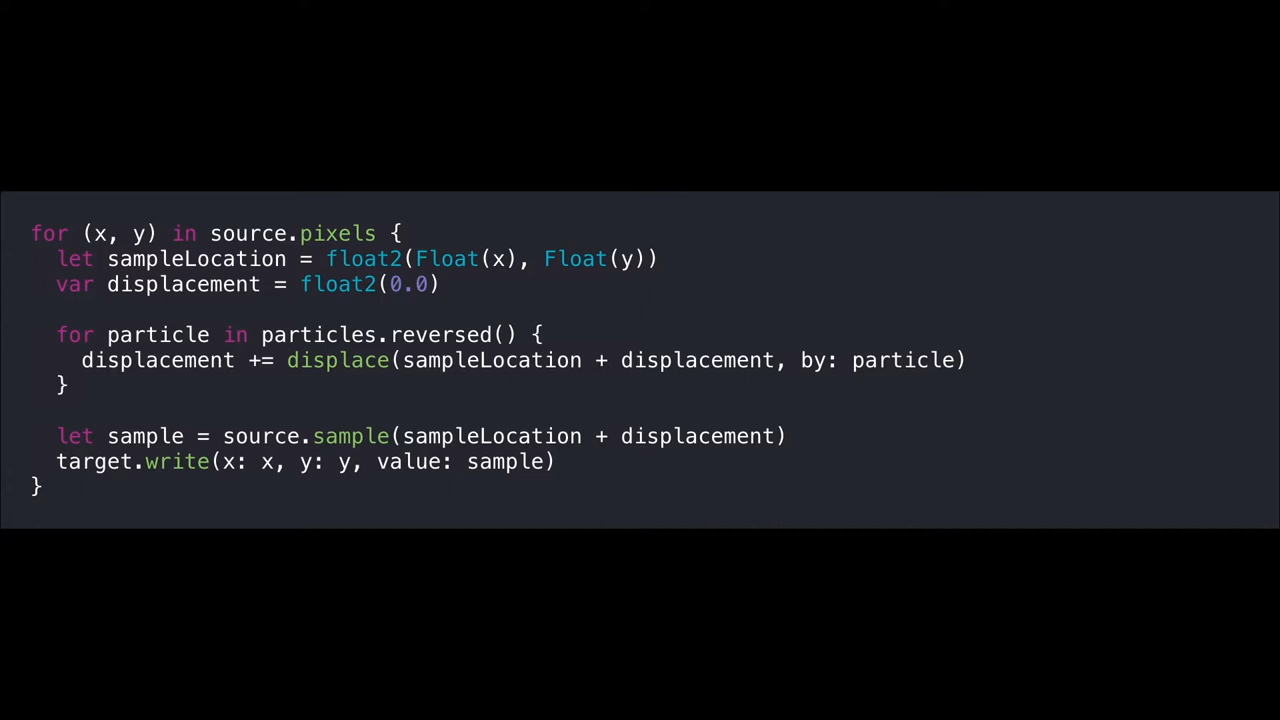 for (x, y) in source.pixels {
  let sampleLocation = float2(Float(x), Float(y))
  var displacement = float2(0.0)

  for particle in particles.reversed() {
    displacement += displace(sampleLocation + displacement, by: particle)
  }

  let sample = source.sample(sampleLocation + displacement)
  target.write(x: x, y: y, value: sample)
}